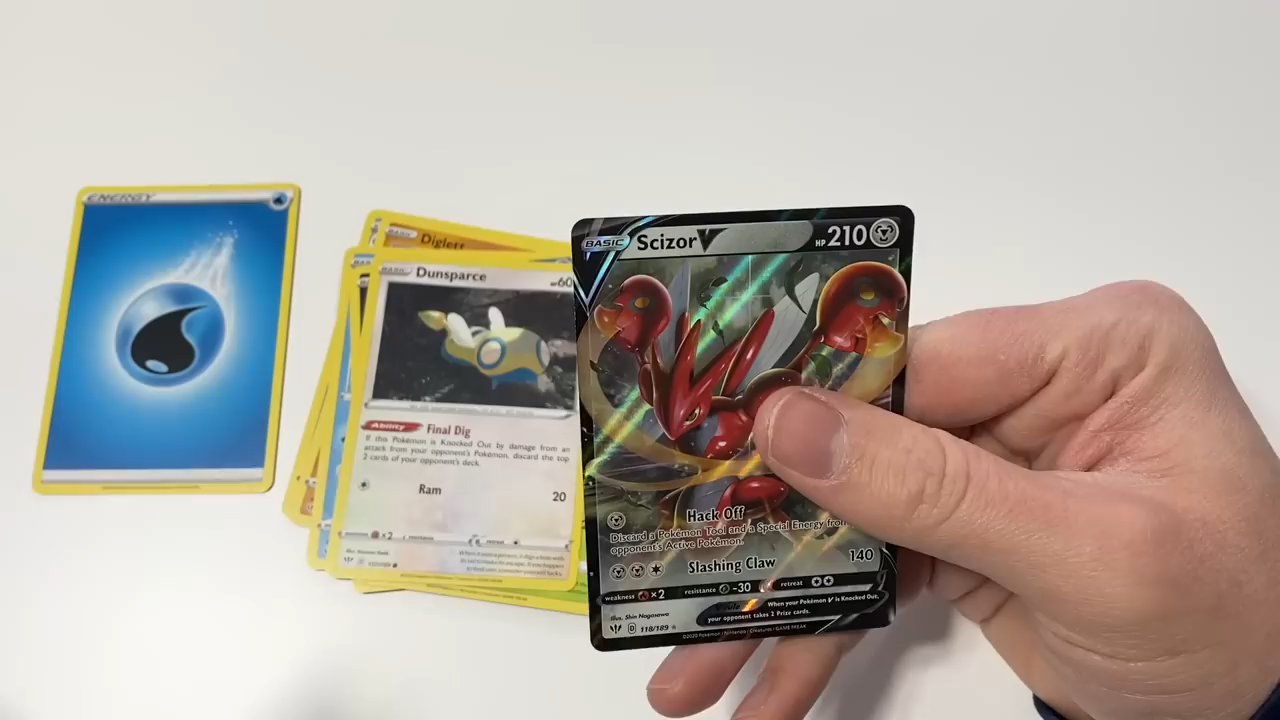 ENERGY
BASIC Diglett
BASIC Dunsparce 60
Ability Final Dig
If this Pokémon is Knocked Out by damage from an
attack from your opponent's Pokémon, discard the top
2 cards of your opponent's deck.
Ram 20
×2
BASIC Scizor V HP 210
Hack Off
Discard a Pokémon Tool and a Special Energy from
opponent's Active Pokémon.
Slashing Claw 140
weakness ×2 resistance -30 retreat
Illus. Shin Nagasawa
V rule When your Pokémon V is Knocked Out,
your opponent takes 2 Prize cards.
D 118/189
©2020 Pokémon / Nintendo / Creatures / GAME FREAK